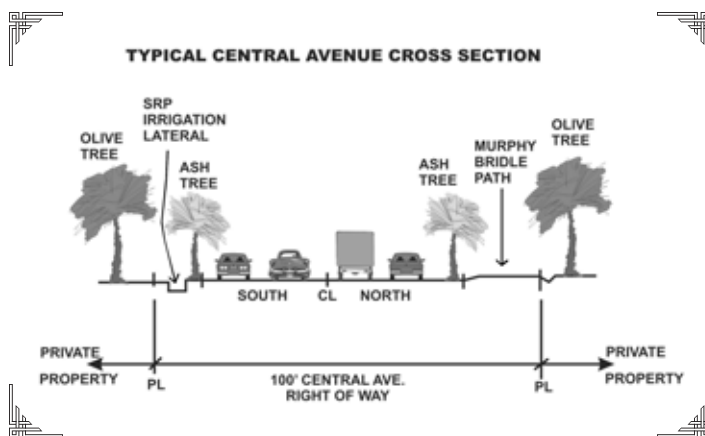 TYPICAL CENTRAL AVENUE CROSS SECTION
SRP
IRRIGATION
LATERAL
OLIVE
TREE
ASH
TREE
ASH
TREE
MURPHY
BRIDLE
PATH
OLIVE
TREE
SOUTH CL NORTH
PRIVATE
PROPERTY
PL
100' CENTRAL AVE.
RIGHT OF WAY
PL
PRIVATE
PROPERTY